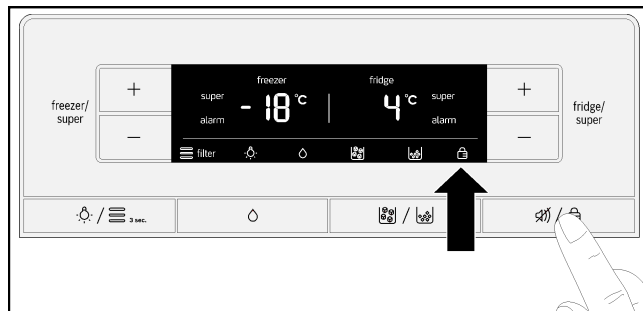 freezer fridge
super -18 °C 4 °C super
alarm alarm
freezer/
super
+ +
− −
fridge/
super
filter
/ 3 sec. / /